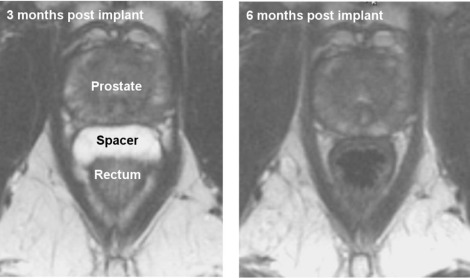 3 months post implant
Prostate
Spacer
Rectum
6 months post implant